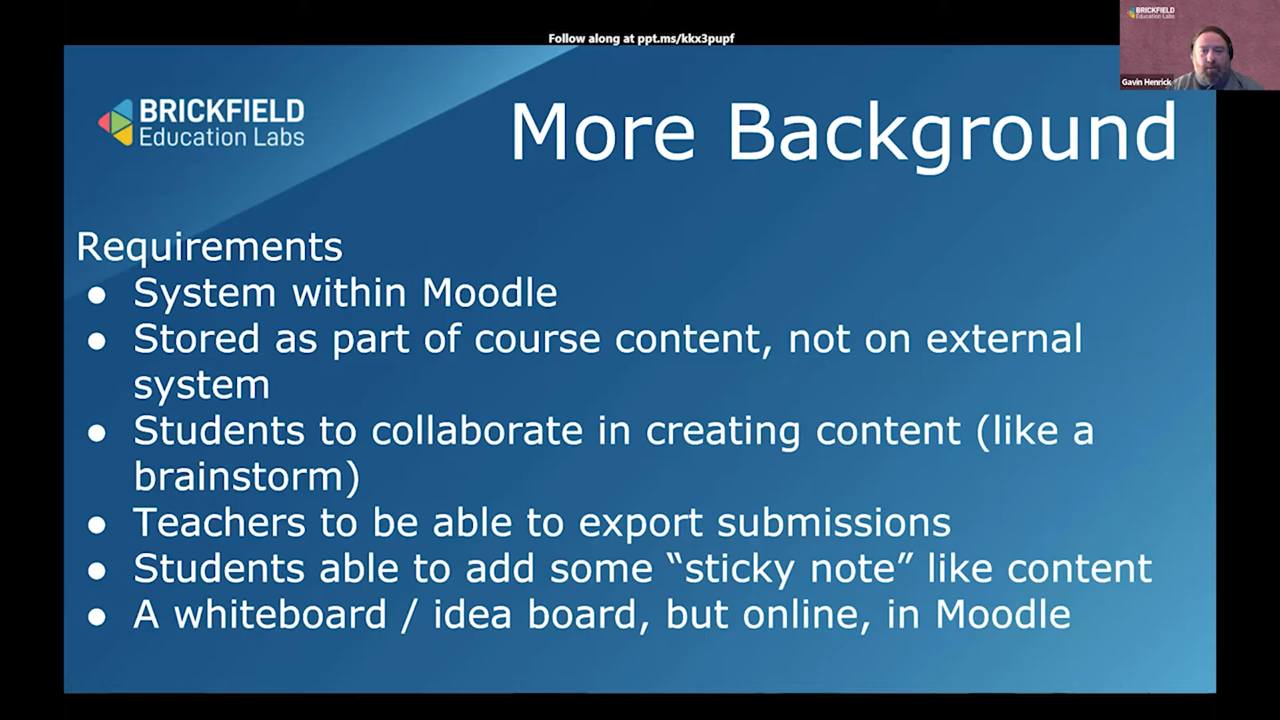 Follow along at ppt.ms/kkx3pupf
BRICKFIELD
Education Labs
Gavin Henrick
BRICKFIELD
Education Labs
More Background
Requirements
● System within Moodle
● Stored as part of course content, not on external
system
● Students to collaborate in creating content (like a
brainstorm)
● Teachers to be able to export submissions
● Students able to add some “sticky note” like content
● A whiteboard / idea board, but online, in Moodle